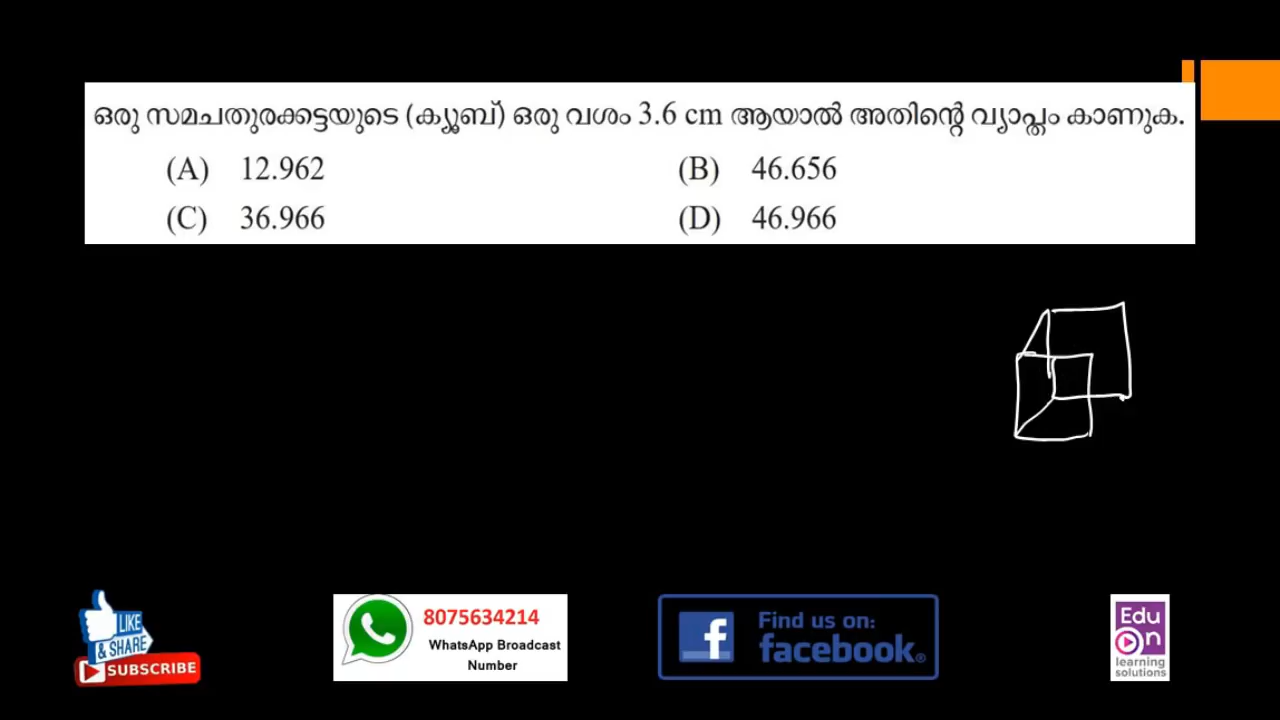 ഒരു സമചതുരക്കട്ടയുടെ (ക്യൂബ്) ഒരു വശം 3.6 cm ആയാൽ അതിന്റെ വ്യാപ്തം കാണുക.
(A) 12.962 (B) 46.656
(C) 36.966 (D) 46.966
LIKE
& SHARE
SUBSCRIBE
8075634214
WhatsApp Broadcast
Number
f Find us on:
facebook®
Edu
On
learning
solutions